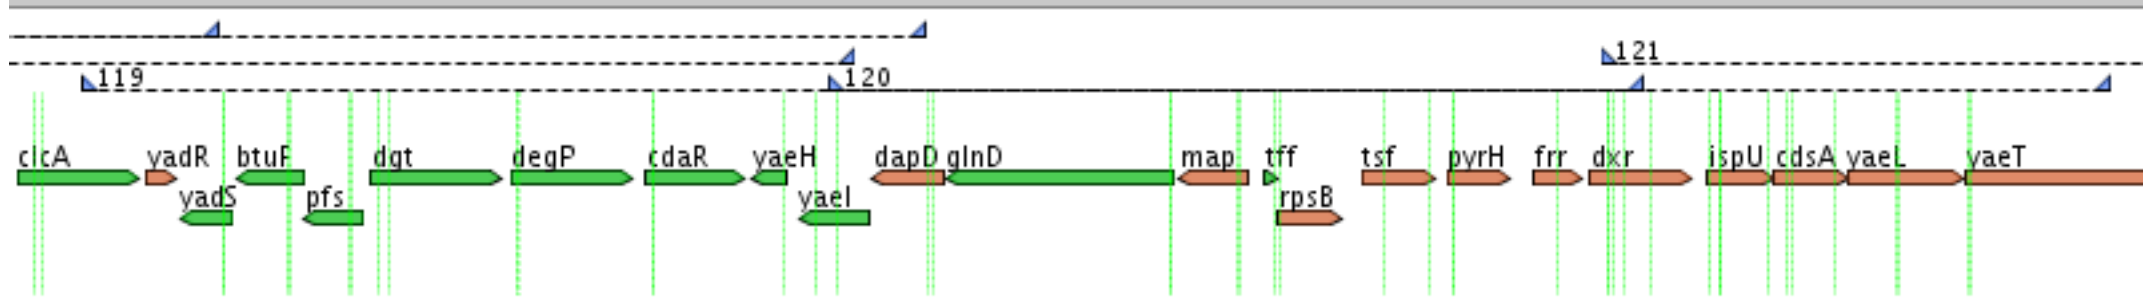 121
119 120
clcA yadR btuF dgt degP cdaR yaeH dapD glnD map tff tsf pyrH frr dxr ispU cdsA yaeL yaeT
yadS pfs yaeI rpsB